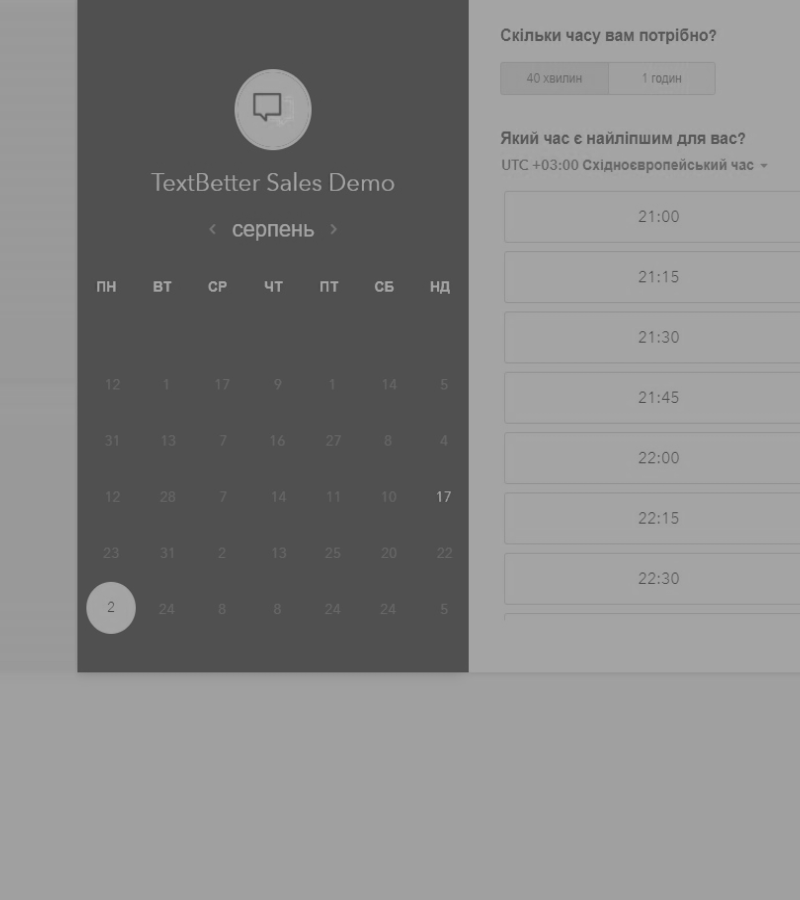 TextBetter Sales Demo
серпень
ПН ВТ СР ЧТ ПТ СБ НД
12 1 17 9 1 14 5
31 13 7 16 27 8 4
12 28 7 14 11 10 17
23 31 2 13 25 20 22
2 24 8 8 24 24 5
Скільки часу вам потрібно?
40 хвилин 1 годин
Який час є найліпшим для вас?
UTC +03:00 Східноєвропейський час
21:00
21:15
21:30
21:45
22:00
22:15
22:30